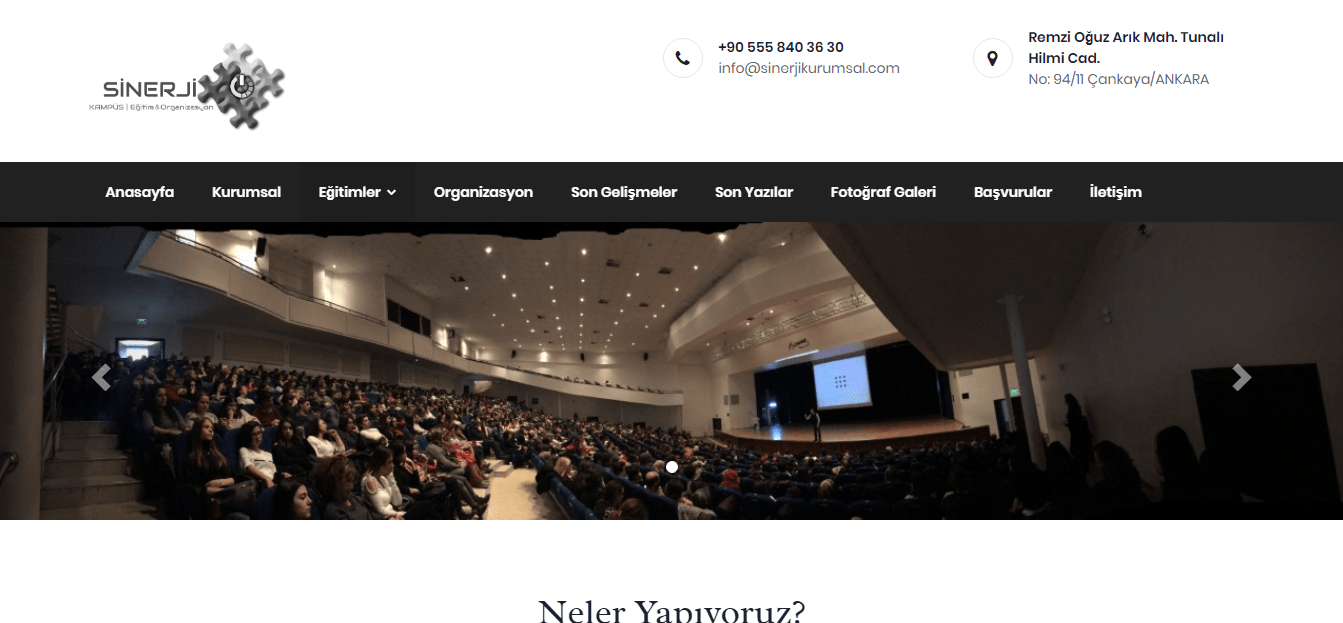 SİNERJİ
KAMPÜS | Eğitim & Organizasyon
+90 555 840 36 30
info@sinerjikurumsal.com
Remzi Oğuz Arık Mah. Tunalı
Hilmi Cad.
No: 94/11 Çankaya/ANKARA
Anasayfa Kurumsal Eğitimler Organizasyon Son Gelişmeler Son Yazılar Fotoğraf Galeri Başvurular İletişim
Neler Yapıyoruz?